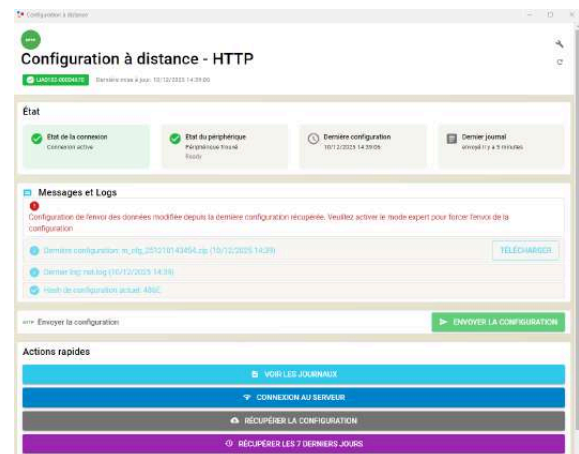 Configuration à distance
Configuration à distance - HTTP
Dernière mise à jour: 10/12/2025 14:39:06
État
État de la connexion
Connexion active
État du périphérique
Périphérique trouvé
Ready
Dernière configuration
10/12/2025 14:39:06
Dernier journal
envoyé il y a 5 minutes
Messages et Logs
Configuration de l'envoi des données modifiée depuis la dernière configuration récupérée. Veuillez activer le mode expert pour forcer l'envoi de la
configuration
Dernière configuration: (10/12/2025 14:39)
TÉLÉCHARGER
Dernier log: (10/12/2025 14:39)
Hash de configuration actuel:
HTTP Envoyer la configuration
ENVOYER LA CONFIGURATION
Actions rapides
VOIR LES JOURNAUX
CONNEXION AU SERVEUR
RÉCUPÉRER LA CONFIGURATION
RÉCUPÉRER LES 7 DERNIERS JOURS